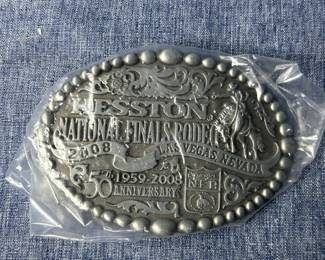 HESSTON
NATIONAL FINALS RODEO
2008 LAS VEGAS NEVADA
50th 1959-2008
ANNIVERSARY
NFR